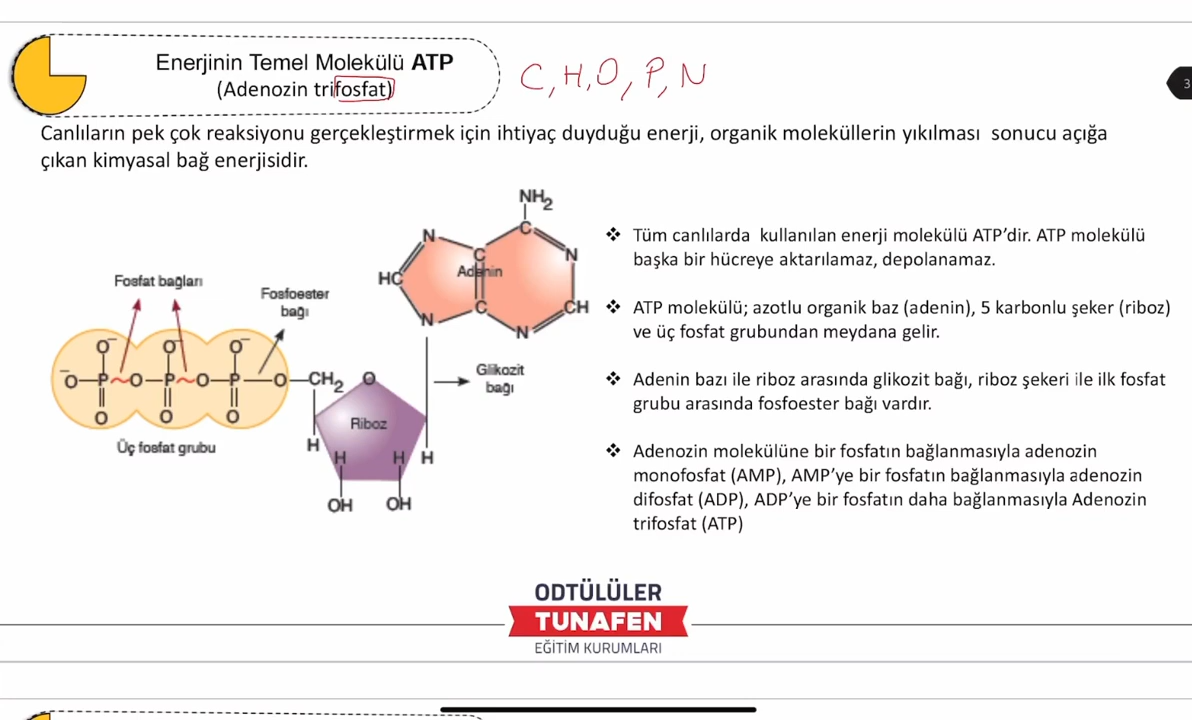 Enerjinin Temel Molekülü ATP
(Adenozin trifosfat)
C, H, O, P, N
3
Canlıların pek çok reaksiyonu gerçekleştirmek için ihtiyaç duyduğu enerji, organik moleküllerin yıkılması sonucu açığa
çıkan kimyasal bağ enerjisidir.
NH2
C
N
N
C
Adenin
HC
C
CH
N
N
Fosfat bağları
Fosfoester
bağı
O⁻ O⁻ O⁻
⁻O–P~O–P~O–P–O–CH2 O
O O O
Üç fosfat grubu
Glikozit
bağı
Riboz
H H H H
OH OH
❖ Tüm canlılarda kullanılan enerji molekülü ATP’dir. ATP molekülü
başka bir hücreye aktarılamaz, depolanamaz.
❖ ATP molekülü; azotlu organik baz (adenin), 5 karbonlu şeker (riboz)
ve üç fosfat grubundan meydana gelir.
❖ Adenin bazı ile riboz arasında glikozit bağı, riboz şekeri ile ilk fosfat
grubu arasında fosfoester bağı vardır.
❖ Adenozin molekülüne bir fosfatın bağlanmasıyla adenozin
monofosfat (AMP), AMP’ye bir fosfatın bağlanmasıyla adenozin
difosfat (ADP), ADP’ye bir fosfatın daha bağlanmasıyla Adenozin
trifosfat (ATP)
ODTÜLÜLER
TUNAFEN
EĞİTİM KURUMLARI